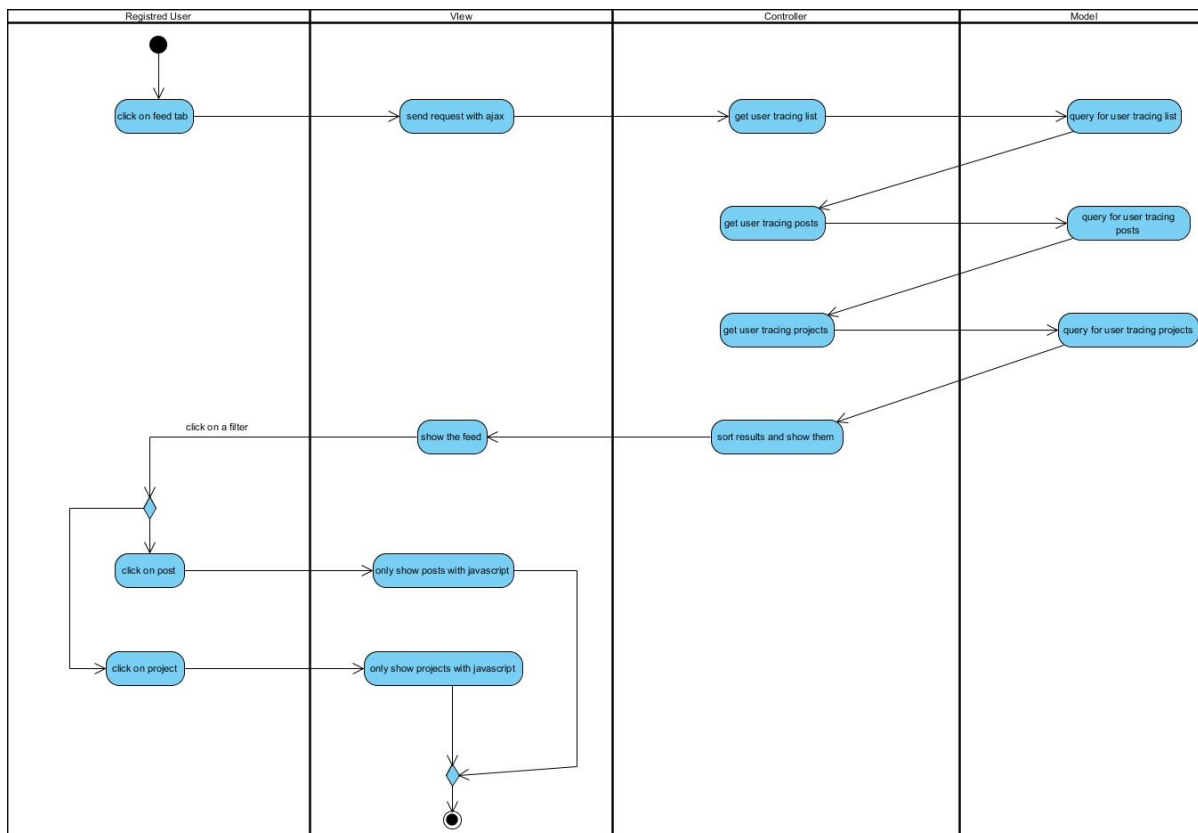 Registred User
VIew
Controller
Model
click on feed tab
send request with ajax
get user tracing list
query for user tracing list
get user tracing posts
query for user tracing
posts
get user tracing projects
query for user tracing projects
click on a filter
show the feed
sort results and show them
click on post
only show posts with javascript
click on project
only show projects with javascript